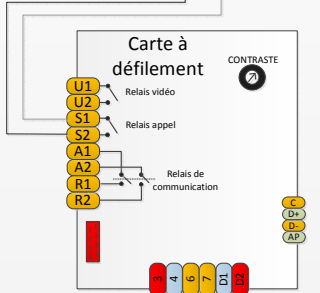 Carte à
défilement
CONTRASTE
U1
Relais vidéo
U2
S1
Relais appel
S2
A1
A2
Relais de
R1
communication
R2
C
D+
D-
AP
3
4
6
7
D1
D2